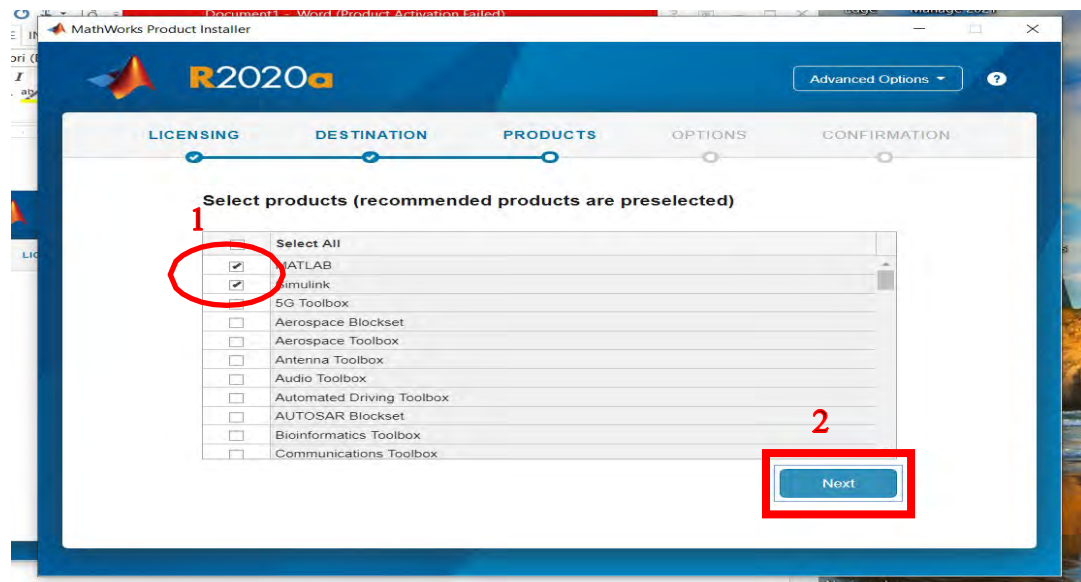 Document1 - Word (Product Activation Failed)
MathWorks Product Installer
R2020a
Advanced Options
?
LICENSING DESTINATION PRODUCTS OPTIONS CONFIRMATION
Select products (recommended products are preselected)
1
Select All
MATLAB
Simulink
5G Toolbox
Aerospace Blockset
Aerospace Toolbox
Antenna Toolbox
Audio Toolbox
Automated Driving Toolbox
AUTOSAR Blockset
Bioinformatics Toolbox
Communications Toolbox
2
Next